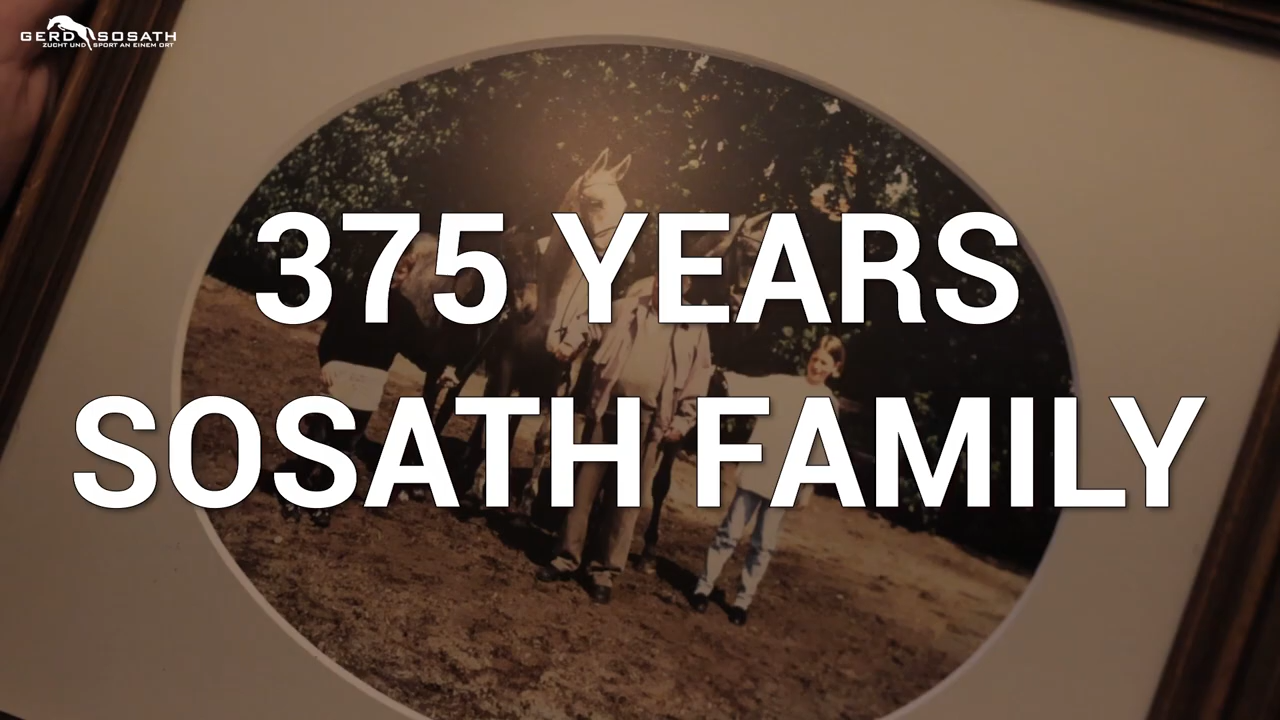 GERD SOSATH
ZUCHT UND SPORT AN EINEM ORT
375 YEARS
SOSATH FAMILY